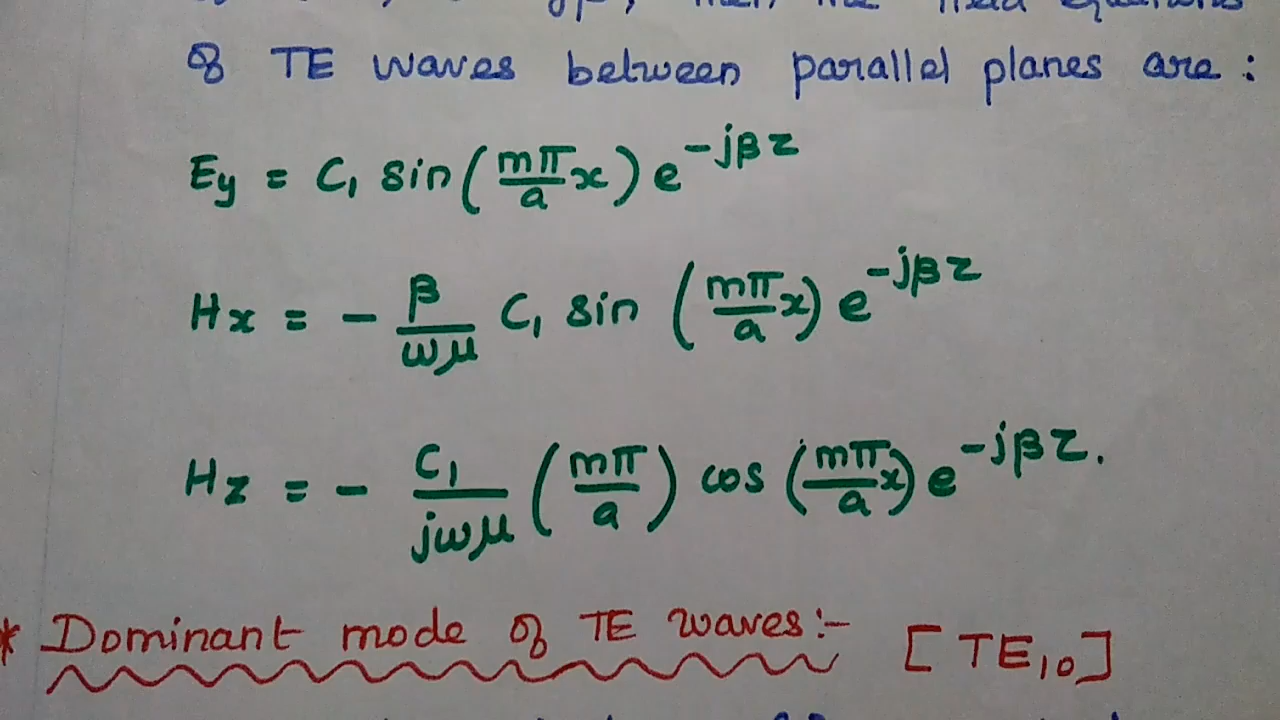 of TE waves between parallel planes are :
Ey = C₁ sin(mπ/a x) e^-jβz
Hx = - β/ωμ C₁ sin (mπ/a x) e^-jβz
Hz = - C₁/jωμ (mπ/a) cos (mπ/a x) e^-jβz.
* Dominant mode of TE waves:- [TE₁₀]